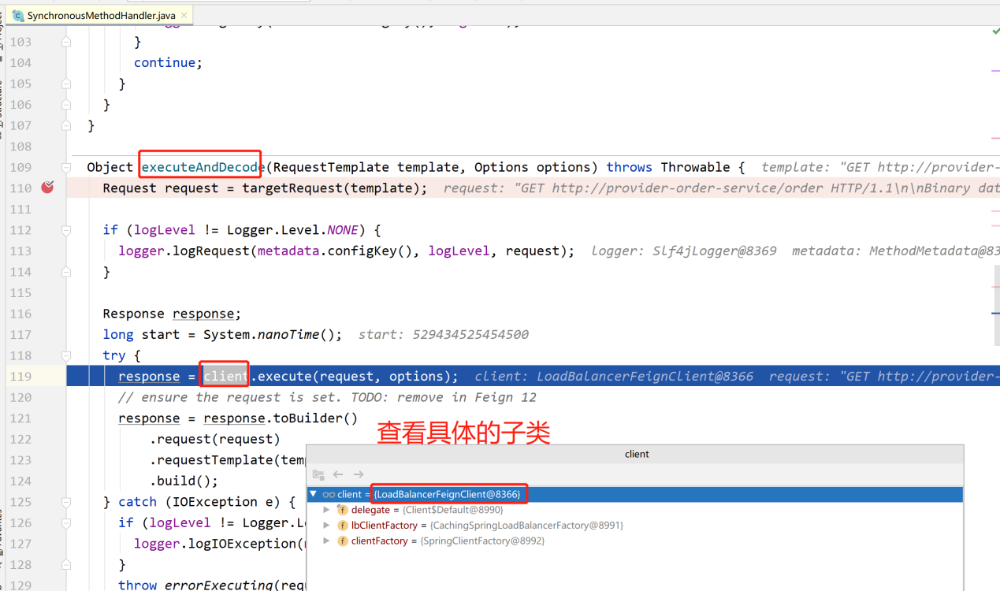 SynchronousMethodHandler.java
103 }
104 continue;
105 }
106 }
107 }
108
109 Object executeAndDecode(RequestTemplate template, Options options) throws Throwable { template: "GET http://provider-
110 Request request = targetRequest(template); request: "GET http://provider-order-service/order HTTP/1.1\n\nBinary dat
111
112 if (logLevel != Logger.Level.NONE) {
113 logger.logRequest(metadata.configKey(), logLevel, request); logger: Slf4jLogger@8369 metadata: MethodMetadata@83
114 }
115
116 Response response;
117 long start = System.nanoTime(); start: 529434525454500
118 try {
119 response = client.execute(request, options); client: LoadBalancerFeignClient@8366 request: "GET http://provider-
120 // ensure the request is set. TODO: remove in Feign 12
121 response = response.toBuilder()
查看具体的子类
122 .request(request)
123 .requestTemplate(tem
client
124 .build();
125 } catch (IOException e) {
client = {LoadBalancerFeignClient@8366}
delegate = {Client$Default@8990}
126 if (logLevel != Logger.L
lbClientFactory = {CachingSpringLoadBalancerFactory@8991}
127 logger.logIOException(
clientFactory = {SpringClientFactory@8992}
128 }
129 throw errorExecuting(req